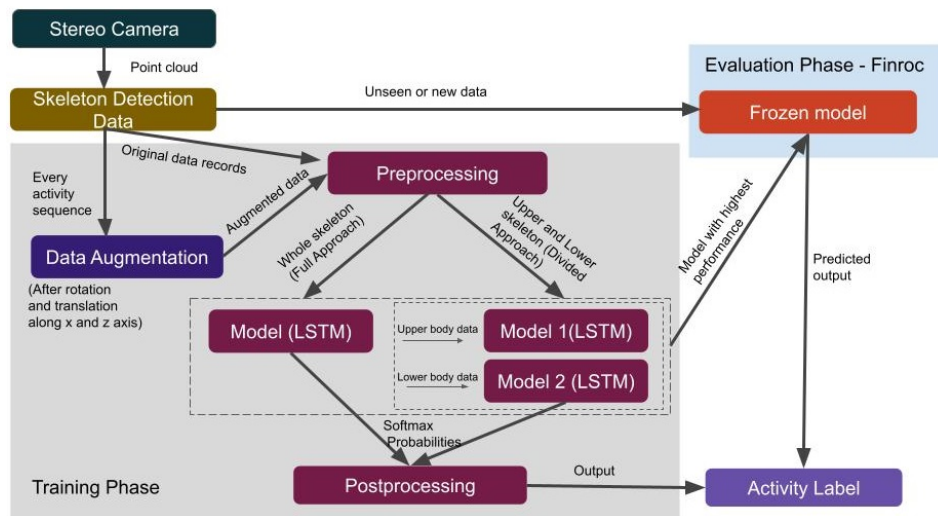 Stereo Camera
Point cloud
Evaluation Phase - Finroc
Skeleton Detection
Data
Unseen or new data
Frozen model
Original data records
Every
activity
sequence
Augmented data
Preprocessing
Data Augmentation
(After rotation
and translation
along x and z axis)
Whole skeleton
(Full Approach)
Upper and Lower
skeleton (Divided
Approach)
Model with highest
performance
Predicted
output
Model (LSTM)
Upper body data
Model 1(LSTM)
Lower body data
Model 2 (LSTM)
Softmax
Probabilities
Training Phase
Postprocessing
Output
Activity Label